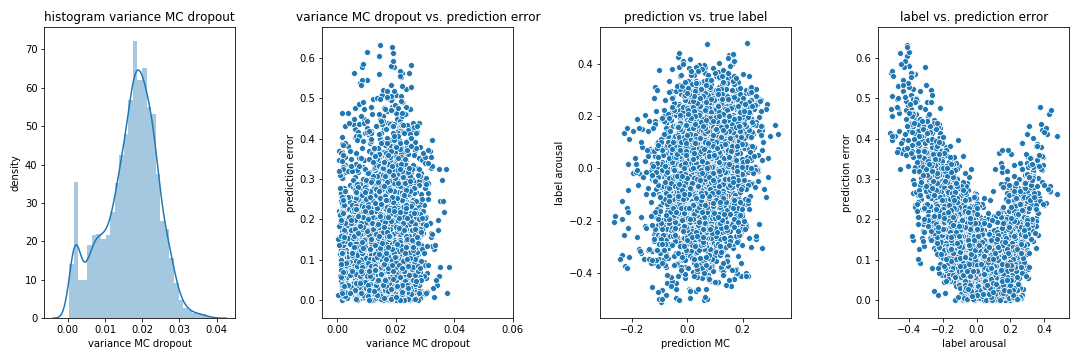 histogram variance MC dropout
density
70
60
50
40
30
20
10
0
0.00 0.01 0.02 0.03 0.04
variance MC dropout
variance MC dropout vs. prediction error
prediction error
0.6
0.5
0.4
0.3
0.2
0.1
0.0
0.00 0.02 0.04 0.06
variance MC dropout
prediction vs. true label
label arousal
0.4
0.2
0.0
−0.2
−0.4
−0.2 0.0 0.2
prediction MC
label vs. prediction error
prediction error
0.6
0.5
0.4
0.3
0.2
0.1
0.0
−0.4 −0.2 0.0 0.2 0.4
label arousal